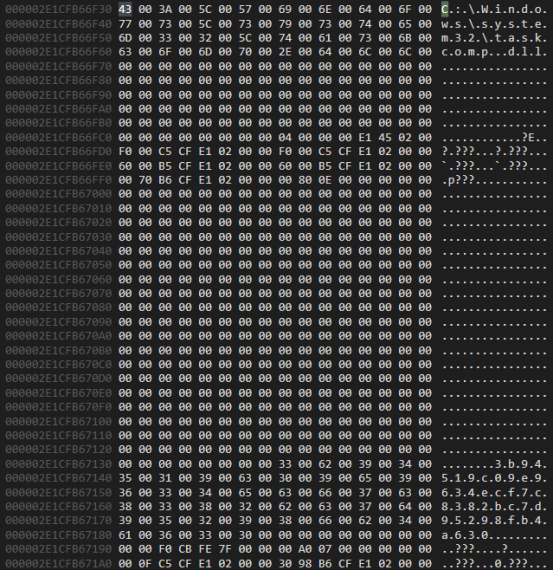 000002E1CFB66F30 43 00 3A 00 5C 00 57 00 69 00 6E 00 64 00 6F 00 C.:.\.W.i.n.d.o.
000002E1CFB66F40 77 00 73 00 5C 00 73 00 79 00 73 00 74 00 65 00 w.s.\.s.y.s.t.e.
000002E1CFB66F50 6D 00 33 00 32 00 5C 00 74 00 61 00 73 00 6B 00 m.3.2.\.t.a.s.k.
000002E1CFB66F60 63 00 6F 00 6D 00 70 00 2E 00 64 00 6C 00 6C 00 c.o.m.p...d.l.l.
000002E1CFB66F70 00 00 00 00 00 00 00 00 00 00 00 00 00 00 00 00 ................
000002E1CFB66F80 00 00 00 00 00 00 00 00 00 00 00 00 00 00 00 00 ................
000002E1CFB66F90 00 00 00 00 00 00 00 00 00 00 00 00 00 00 00 00 ................
000002E1CFB66FA0 00 00 00 00 00 00 00 00 00 00 00 00 00 00 00 00 ................
000002E1CFB66FB0 00 00 00 00 00 00 00 00 00 00 00 00 00 00 00 00 ................
000002E1CFB66FC0 00 00 00 00 00 00 00 00 04 00 00 00 E1 45 02 00 ............?E..
000002E1CFB66FD0 F0 00 C5 CF E1 02 00 00 F0 00 C5 CF E1 02 00 00 ?.???...?.???...
000002E1CFB66FE0 60 00 B5 CF E1 02 00 00 60 00 B5 CF E1 02 00 00 `.???...`.???...
000002E1CFB66FF0 00 70 B6 CF E1 02 00 00 00 80 0E 00 00 00 00 00 .p???...........
000002E1CFB67000 00 00 00 00 00 00 00 00 00 00 00 00 00 00 00 00 ................
000002E1CFB67010 00 00 00 00 00 00 00 00 00 00 00 00 00 00 00 00 ................
000002E1CFB67020 00 00 00 00 00 00 00 00 00 00 00 00 00 00 00 00 ................
000002E1CFB67030 00 00 00 00 00 00 00 00 00 00 00 00 00 00 00 00 ................
000002E1CFB67040 00 00 00 00 00 00 00 00 00 00 00 00 00 00 00 00 ................
000002E1CFB67050 00 00 00 00 00 00 00 00 00 00 00 00 00 00 00 00 ................
000002E1CFB67060 00 00 00 00 00 00 00 00 00 00 00 00 00 00 00 00 ................
000002E1CFB67070 00 00 00 00 00 00 00 00 00 00 00 00 00 00 00 00 ................
000002E1CFB67080 00 00 00 00 00 00 00 00 00 00 00 00 00 00 00 00 ................
000002E1CFB67090 00 00 00 00 00 00 00 00 00 00 00 00 00 00 00 00 ................
000002E1CFB670A0 00 00 00 00 00 00 00 00 00 00 00 00 00 00 00 00 ................
000002E1CFB670B0 00 00 00 00 00 00 00 00 00 00 00 00 00 00 00 00 ................
000002E1CFB670C0 00 00 00 00 00 00 00 00 00 00 00 00 00 00 00 00 ................
000002E1CFB670D0 00 00 00 00 00 00 00 00 00 00 00 00 00 00 00 00 ................
000002E1CFB670E0 00 00 00 00 00 00 00 00 00 00 00 00 00 00 00 00 ................
000002E1CFB670F0 00 00 00 00 00 00 00 00 00 00 00 00 00 00 00 00 ................
000002E1CFB67100 00 00 00 00 00 00 00 00 00 00 00 00 00 00 00 00 ................
000002E1CFB67110 00 00 00 00 00 00 00 00 00 00 00 00 00 00 00 00 ................
000002E1CFB67120 00 00 00 00 00 00 00 00 00 00 00 00 00 00 00 00 ................
000002E1CFB67130 00 00 00 00 00 00 00 00 33 00 62 00 39 00 34 00 ........3.b.9.4.
000002E1CFB67140 35 00 31 00 39 00 63 00 30 00 39 00 65 00 39 00 5.1.9.c.0.9.e.9.
000002E1CFB67150 36 00 33 00 34 00 65 00 63 00 66 00 37 00 63 00 6.3.4.e.c.f.7.c.
000002E1CFB67160 38 00 33 00 38 00 32 00 62 00 63 00 37 00 64 00 8.3.8.2.b.c.7.d.
000002E1CFB67170 39 00 35 00 32 00 39 00 38 00 66 00 62 00 34 00 9.5.2.9.8.f.b.4.
000002E1CFB67180 61 00 36 00 33 00 30 00 00 00 00 00 00 00 00 00 a.6.3.0.........
000002E1CFB67190 00 00 F0 CB FE 7F 00 00 00 00 A0 07 00 00 00 00 ..???.....?.....
000002E1CFB671A0 00 0F C5 CF E1 02 00 00 30 98 B6 CF E1 02 00 00 ..???...0.???...